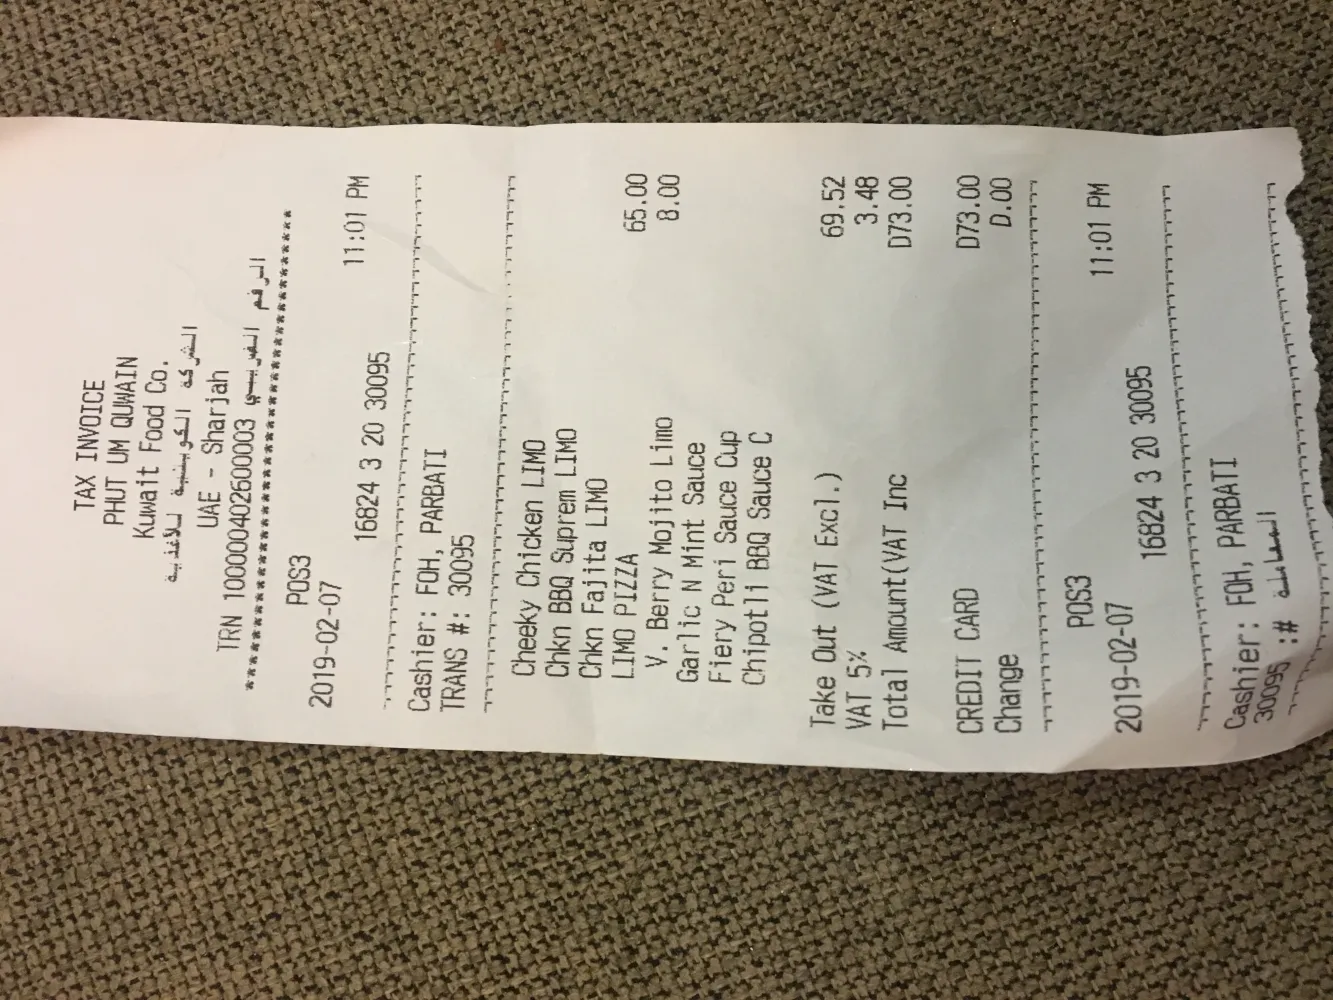 TAX INVOICE
PHUT UM QUWAIN
Kuwait Food Co.
الشركة الكويتية للأغذية
UAE - Sharjah
TRN 100000402600003 الرقم الضريبي
*****************************************
POS3
2019-02-07 11:01 PM
16824 3 20 30095
Cashier: FOH, PARBATI
TRANS #: 30095
Cheeky Chicken LIMO
Chkn BBQ Suprem LIMO
Chkn Fajita LIMO
LIMO PIZZA 65.00
V. Berry Mojito Limo 8.00
Garlic N Mint Sauce
Fiery Peri Sauce Cup
Chipotli BBQ Sauce C
Take Out (VAT Excl.) 69.52
VAT 5% 3.48
Total Amount(VAT Inc D73.00
CREDIT CARD D73.00
Change D.00
POS3
2019-02-07 11:01 PM
16824 3 20 30095
Cashier: FOH, PARBATI
30095 :# المعاملة